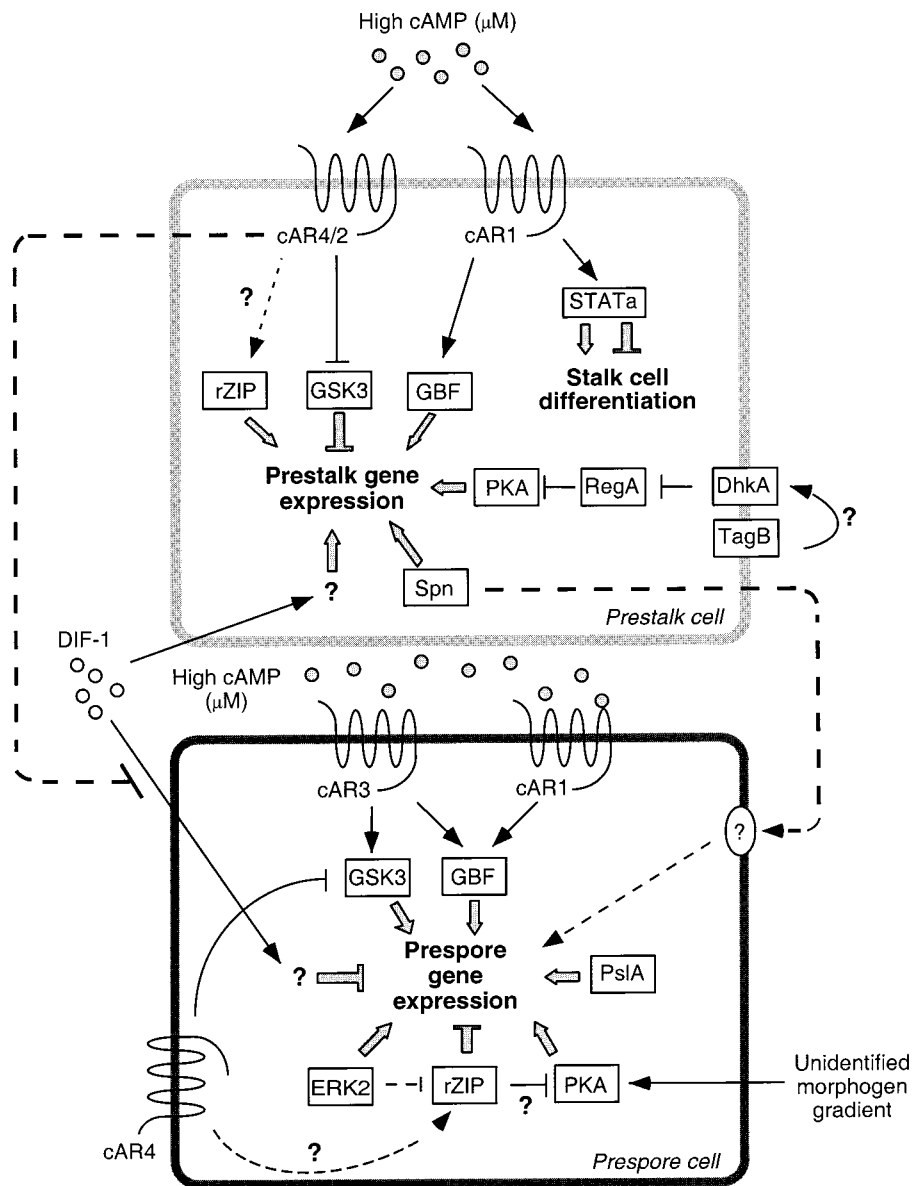 High cAMP (μM)
cAR4/2
cAR1
?
STATa
rZIP
GSK3
GBF
Stalk cell
differentiation
Prestalk gene
expression
PKA
RegA
DhkA
?
TagB
?
Spn
Prestalk cell
DIF-1
High cAMP
(μM)
cAR3
cAR1
?
GSK3
GBF
Prespore
gene
expression
?
PslA
ERK2
rZIP
?
PKA
Unidentified
morphogen
gradient
cAR4
?
Prespore cell